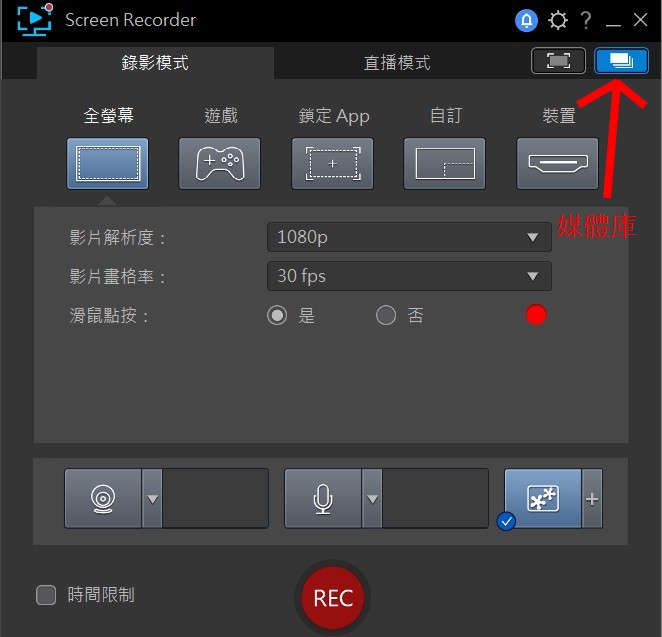 Screen Recorder
?
錄影模式
直播模式
全螢幕
遊戲
鎖定 App
自訂
裝置
媒體庫
影片解析度：
1080p
影片畫格率：
30 fps
滑鼠點按：
是
否
時間限制
REC